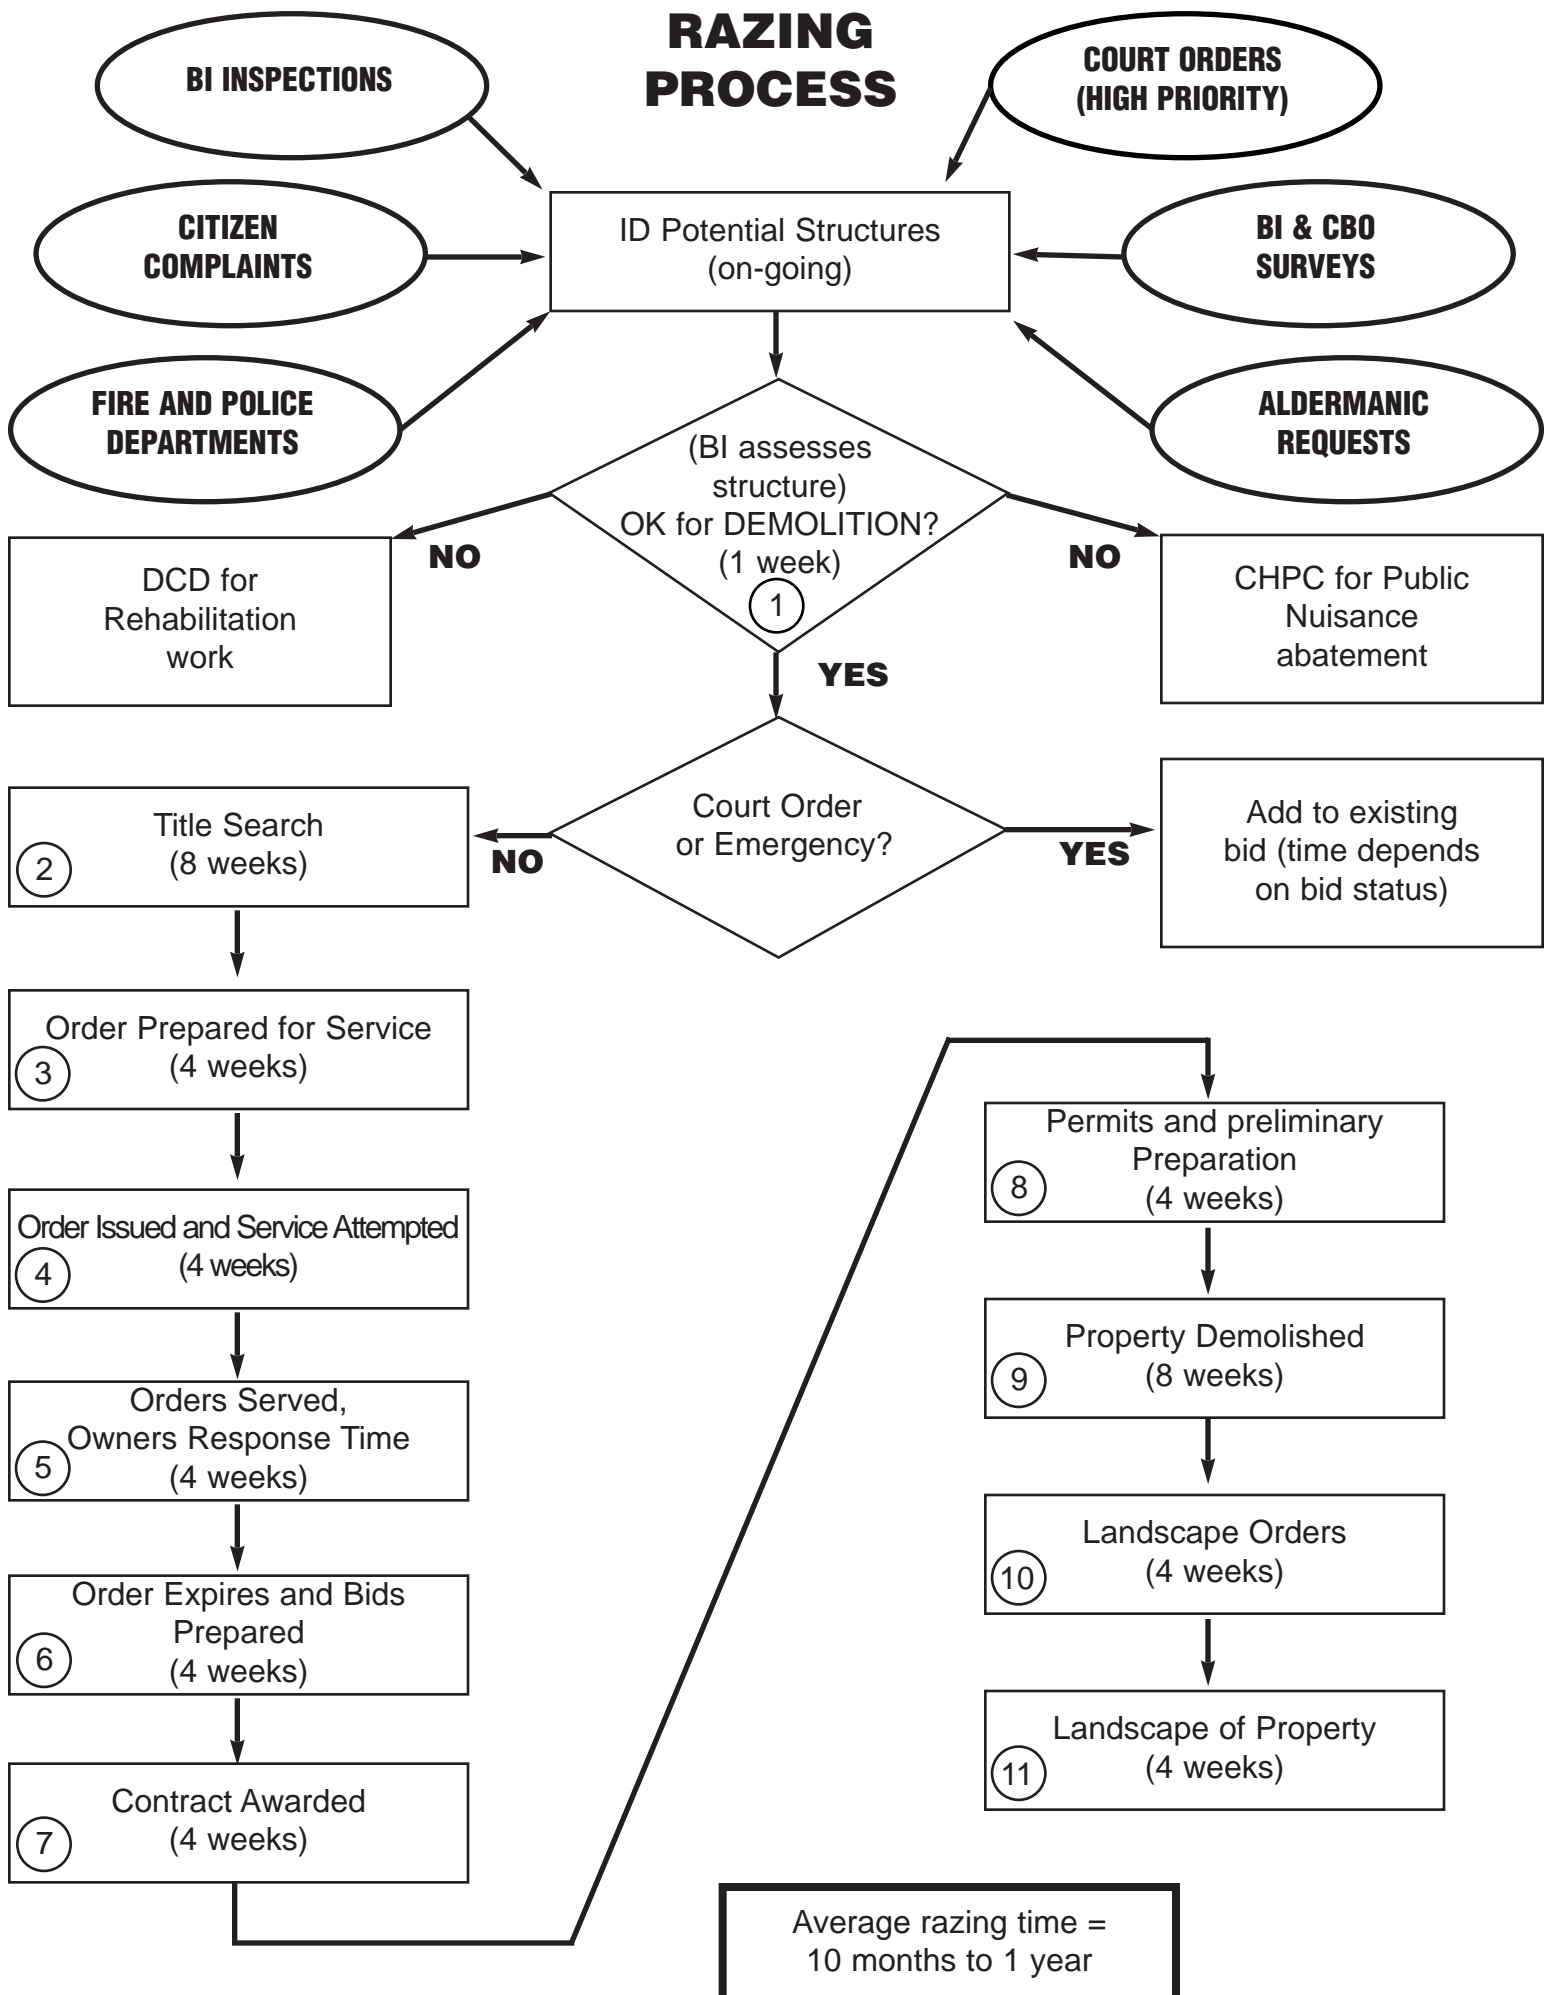 RAZING
PROCESS
BI INSPECTIONS
COURT ORDERS
(HIGH PRIORITY)
CITIZEN
COMPLAINTS
ID Potential Structures
(on-going)
BI & CBO
SURVEYS
FIRE AND POLICE
DEPARTMENTS
ALDERMANIC
REQUESTS
(BI assesses
structure)
OK for DEMOLITION?
(1 week)
1
NO
NO
DCD for
Rehabilitation
work
CHPC for Public
Nuisance
abatement
YES
Court Order
or Emergency?
NO
YES
Add to existing
bid (time depends
on bid status)
Title Search
(8 weeks)
2
Order Prepared for Service
(4 weeks)
3
Order Issued and Service Attempted
(4 weeks)
4
Orders Served,
Owners Response Time
(4 weeks)
5
Order Expires and Bids
Prepared
(4 weeks)
6
Contract Awarded
(4 weeks)
7
Permits and preliminary
Preparation
(4 weeks)
8
Property Demolished
(8 weeks)
9
Landscape Orders
(4 weeks)
10
Landscape of Property
(4 weeks)
11
Average razing time =
10 months to 1 year